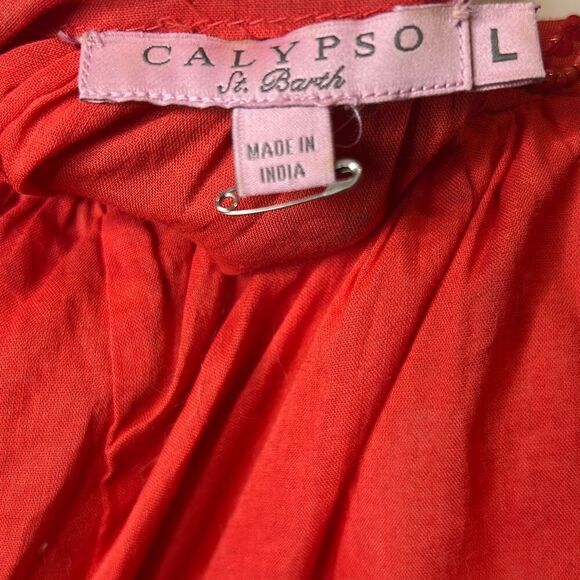 CALYPSO
St. Barth
L
MADE IN
INDIA